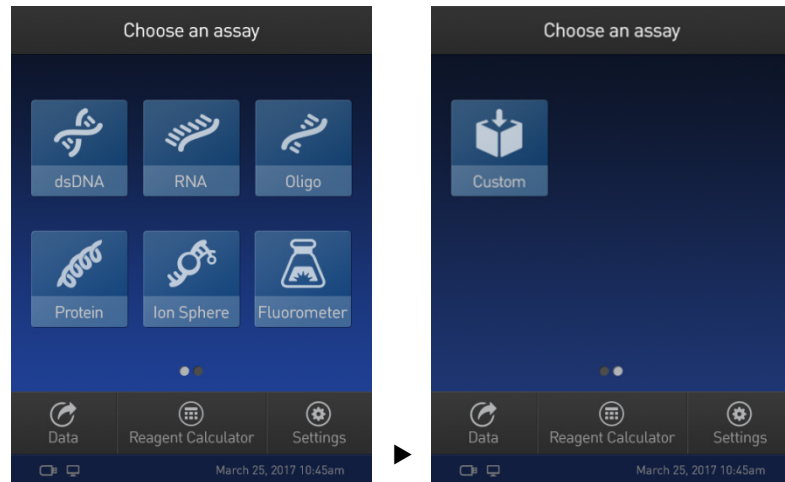 Choose an assay
dsDNA RNA Oligo
Protein Ion Sphere Fluorometer
Data Reagent Calculator Settings
March 25, 2017 10:45am
Choose an assay
Custom
Data Reagent Calculator Settings
March 25, 2017 10:45am